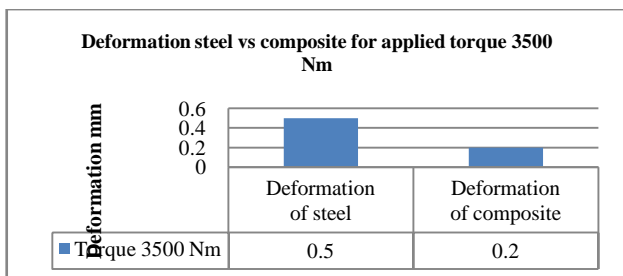 Deformation steel vs composite for applied torque 3500
Nm
Deformation mm
0.6
0.4
0.2
0
Deformation
of steel
Deformation
of composite
Torque 3500 Nm
0.5
0.2